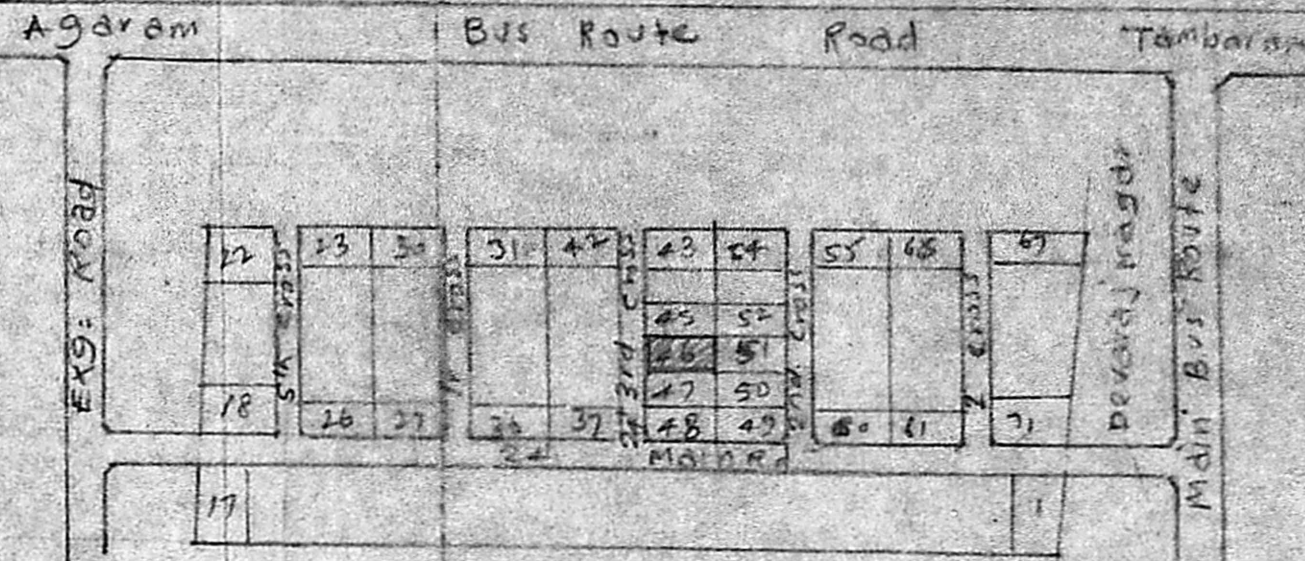 Agaram Bus Route Road Tambaram
Exg: Road
22
23 30
31 42
43 54
55 66
67
45 52
46 51
47 50
18
26 27
36 37
48 49
60 61
71
5th cross
cross
3rd cross
2nd cross
cross
24 Main Rd
Devaraj nagar
Main Bus Route
17
1